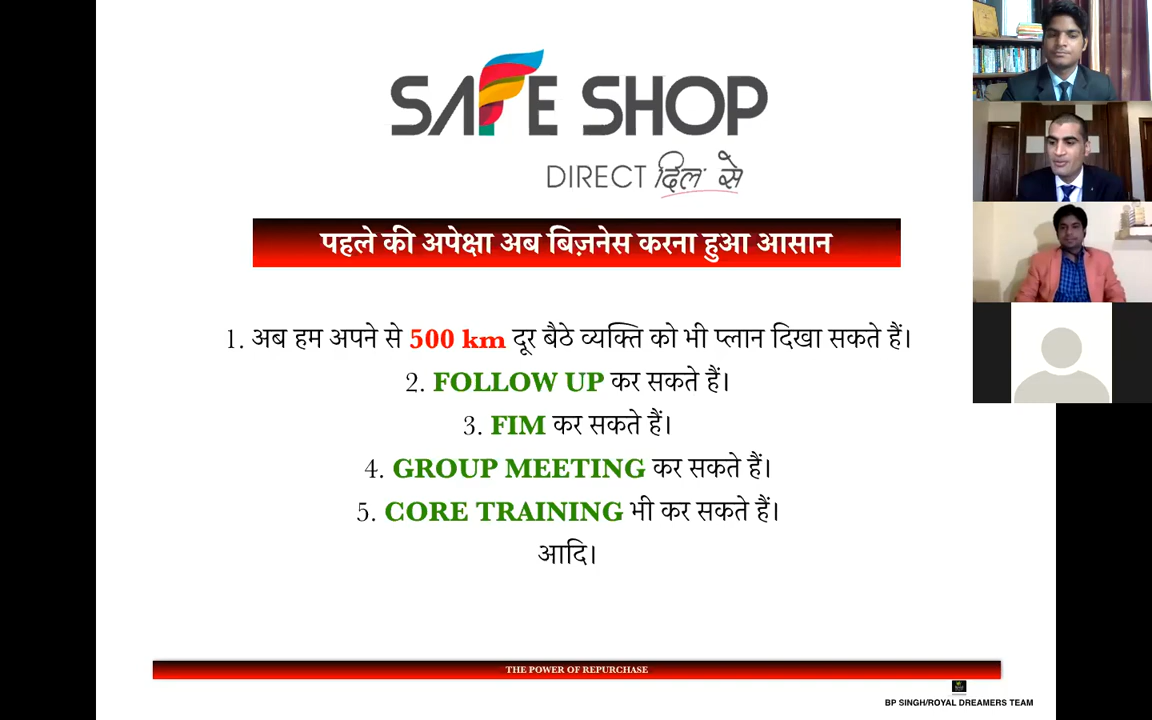 SAFE SHOP
DIRECT दिल से
पहले की अपेक्षा अब बिज़नेस करना हुआ आसान
1. अब हम अपने से 500 km दूर बैठे व्यक्ति को भी प्लान दिखा सकते हैं।
2. FOLLOW UP कर सकते हैं।
3. FIM कर सकते हैं।
4. GROUP MEETING कर सकते हैं।
5. CORE TRAINING भी कर सकते हैं।
आदि।
THE POWER OF REPURCHASE
BP SINGH/ROYAL DREAMERS TEAM